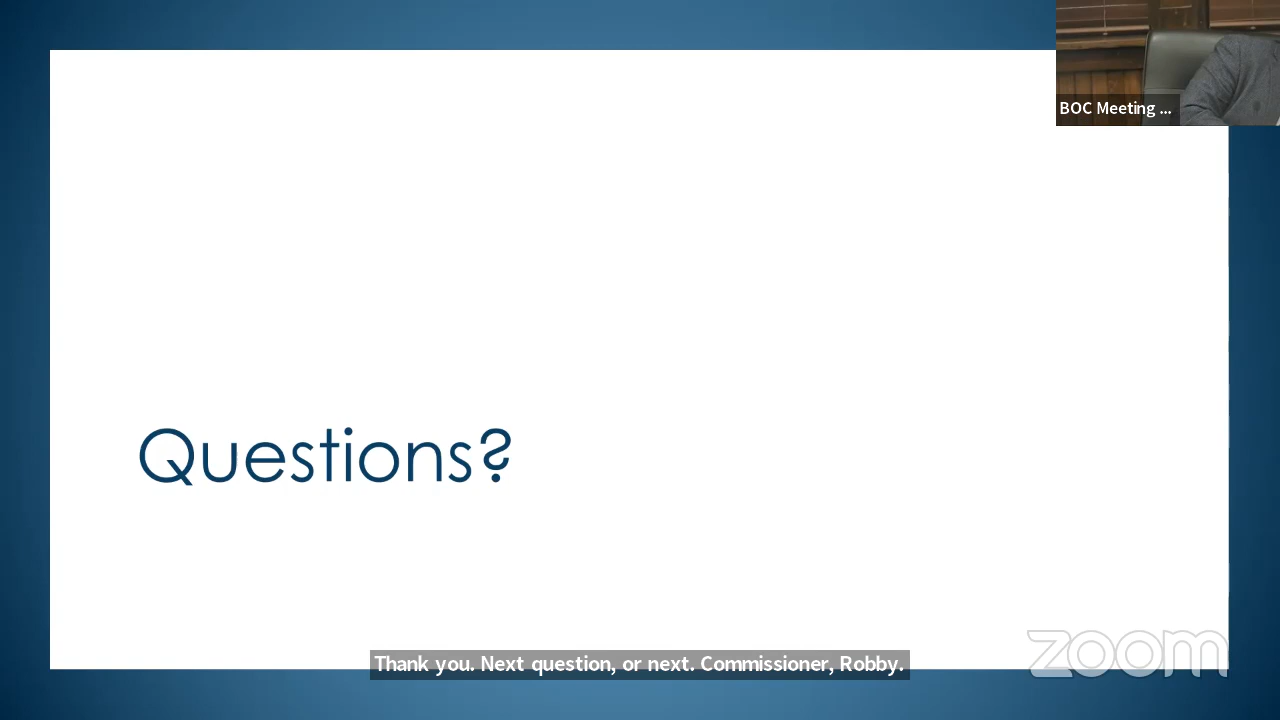 BOC Meeting ...
Questions?
zoom
Thank you. Next question, or next. Commissioner, Robby.